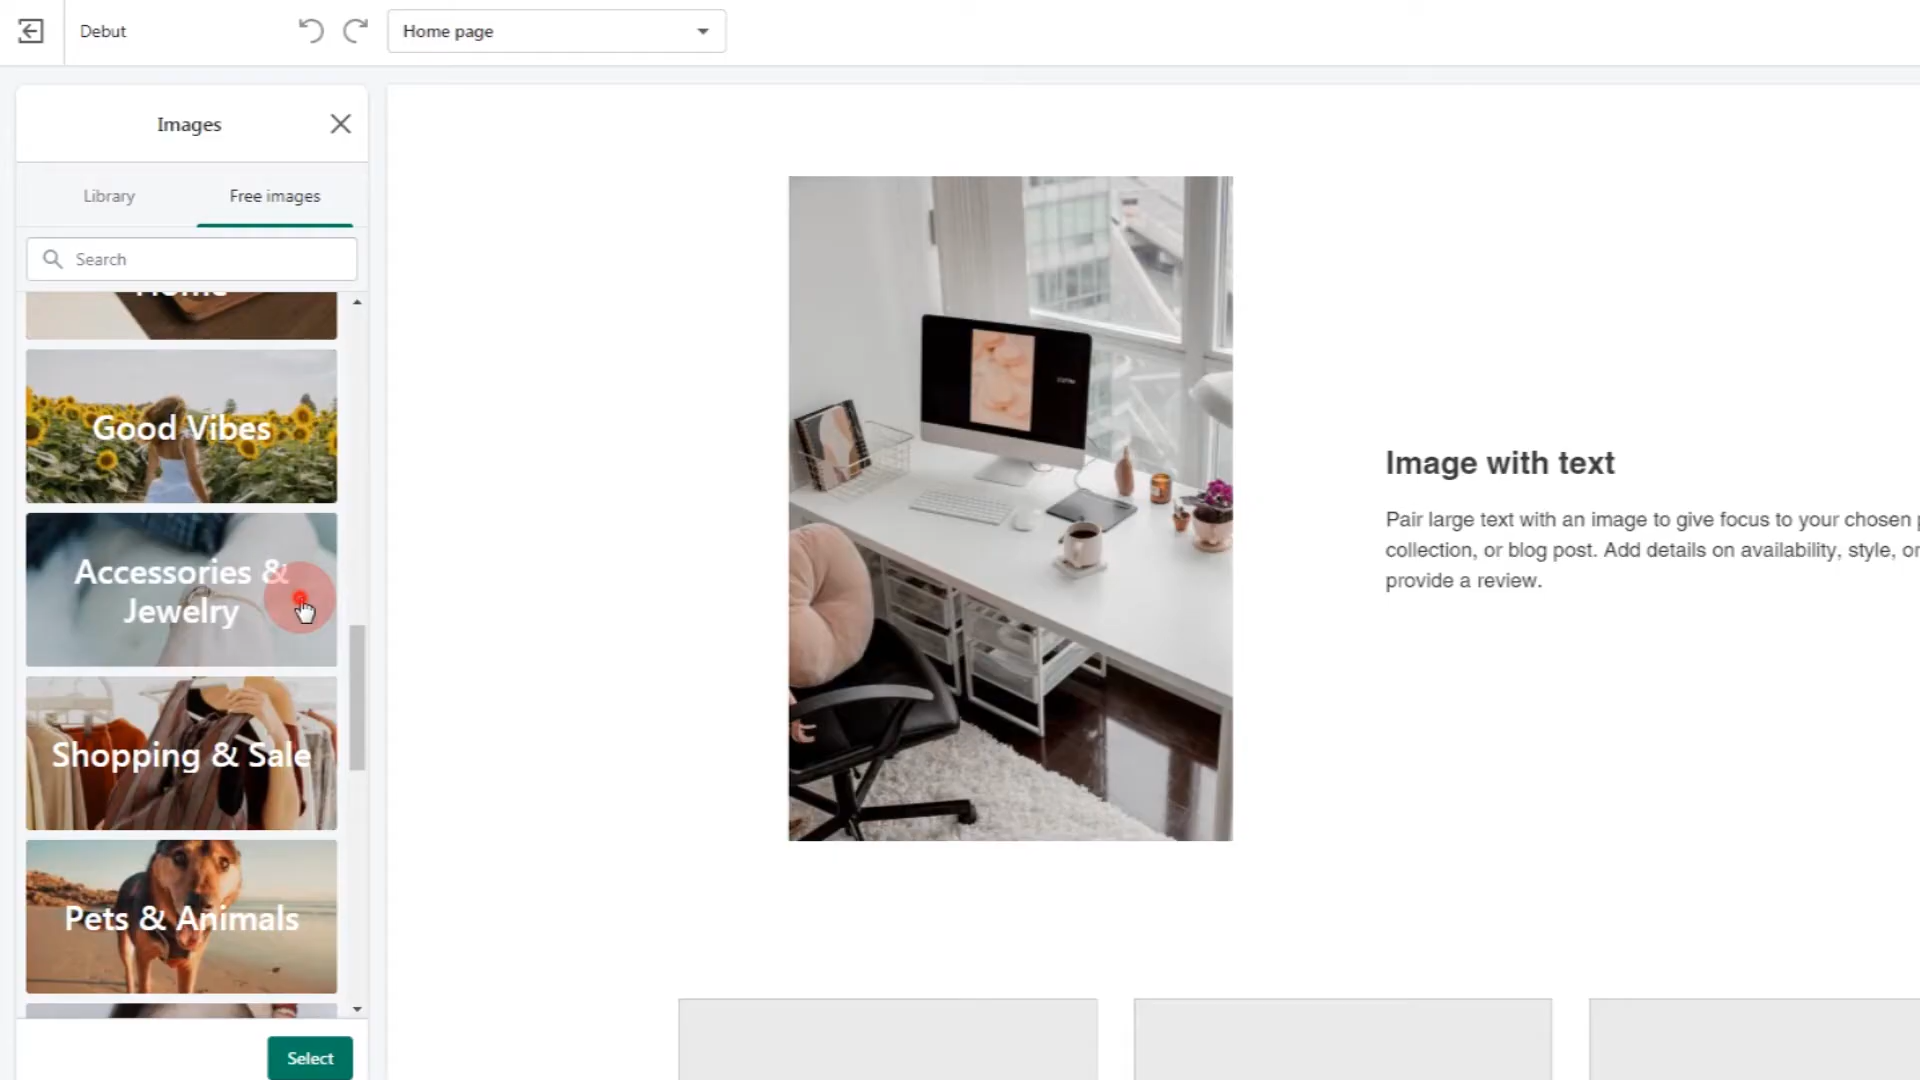 Debut
Home page
Images
Library
Free images
Search
Home
Good Vibes
Accessories &
Jewelry
Shopping & Sale
Pets & Animals
Select
Image with text
Pair large text with an image to give focus to your chosen
collection, or blog post. Add details on availability, style, or
provide a review.